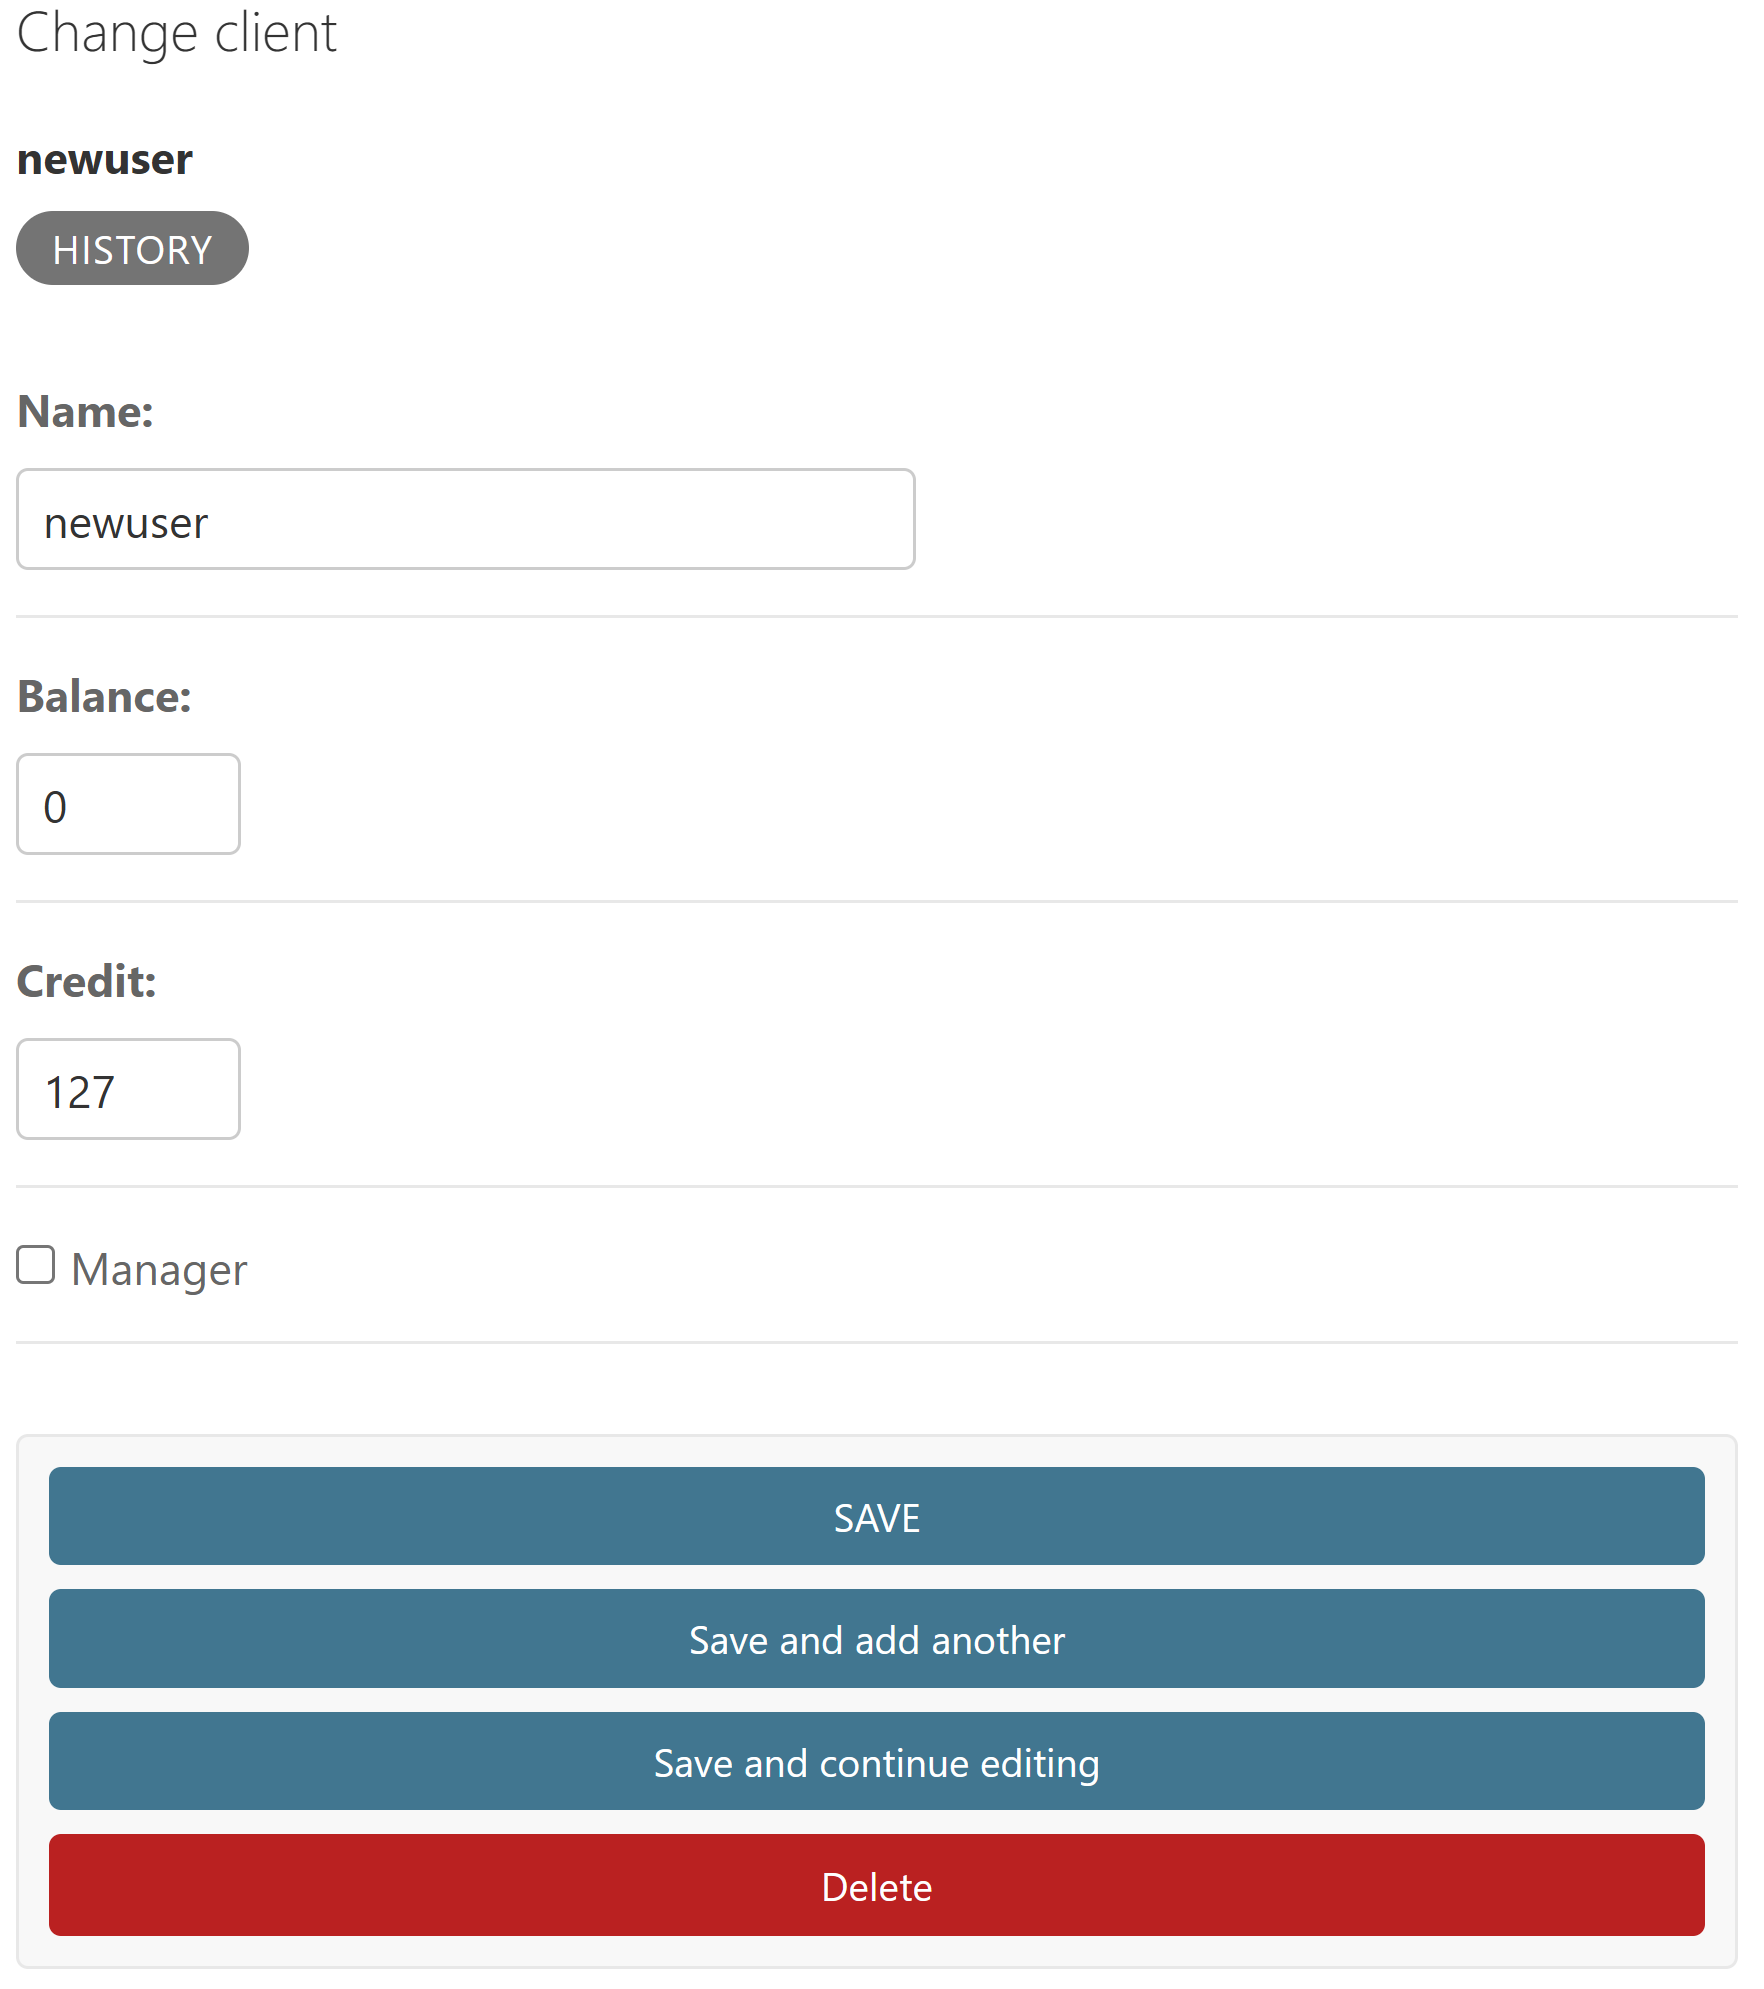 Change client
newuser
HISTORY
Name:
newuser
Balance:
0
Credit:
127
Manager
SAVE
Save and add another
Save and continue editing
Delete